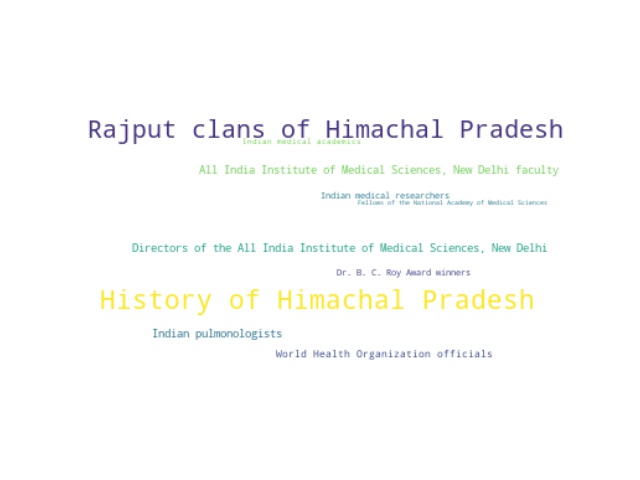 Rajput clans of Himachal Pradesh
Indian medical academics
All India Institute of Medical Sciences, New Delhi faculty
Indian medical researchers
Fellows of the National Academy of Medical Sciences
Directors of the All India Institute of Medical Sciences, New Delhi
Dr. B. C. Roy Award winners
History of Himachal Pradesh
Indian pulmonologists
World Health Organization officials